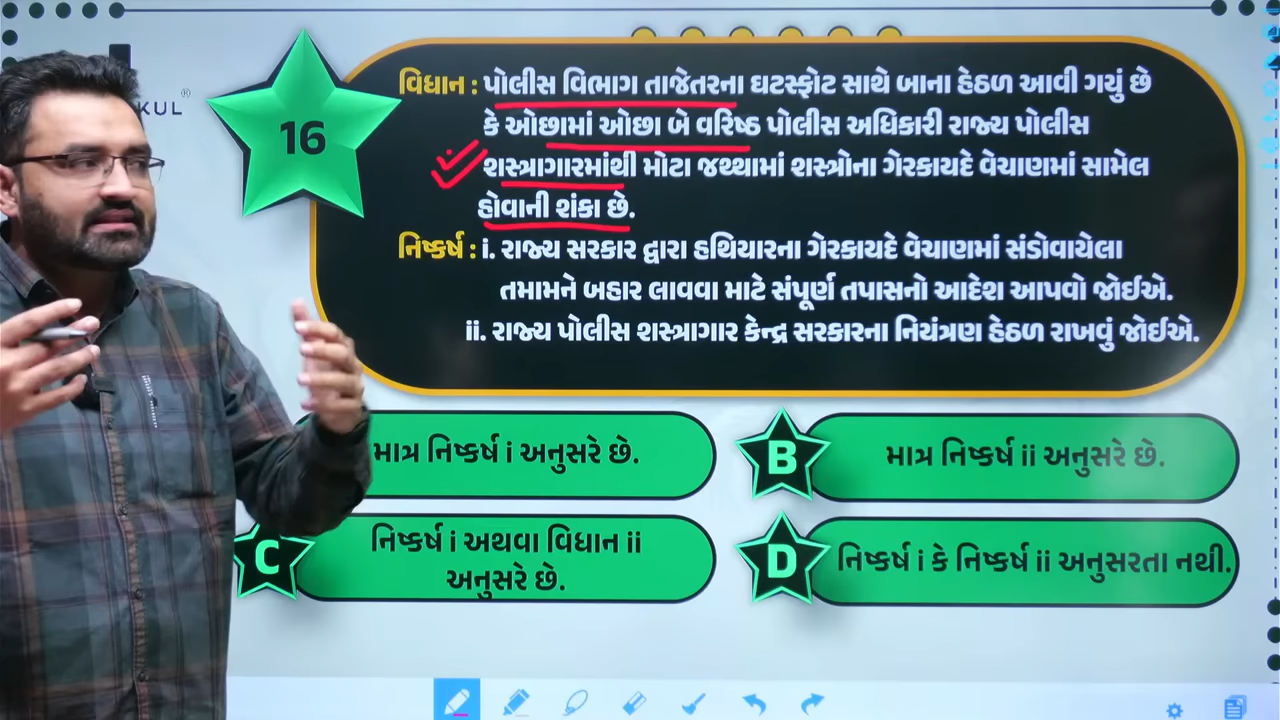 KUL®
16
વિધાન : પોલીસ વિભાગ તાજેતરના ઘટસ્ફોટ સાથે બાના હેઠળ આવી ગયું છે
કે ઓછામાં ઓછા બે વરિષ્ઠ પોલીસ અધિકારી રાજ્ય પોલીસ
શસ્ત્રાગારમાંથી મોટા જથ્થામાં શસ્ત્રોના ગેરકાયદે વેચાણમાં સામેલ
હોવાની શંકા છે.
નિષ્કર્ષ : i. રાજ્ય સરકાર દ્વારા હથિયારના ગેરકાયદે વેચાણમાં સંડોવાયેલા
તમામને બહાર લાવવા માટે સંપૂર્ણ તપાસનો આદેશ આપવો જોઈએ.
ii. રાજ્ય પોલીસ શસ્ત્રાગાર કેન્દ્ર સરકારના નિયંત્રણ હેઠળ રાખવું જોઈએ.
માત્ર નિષ્કર્ષ i અનુસરે છે.
B માત્ર નિષ્કર્ષ ii અનુસરે છે.
C નિષ્કર્ષ i અથવા વિધાન ii
અનુસરે છે.
D નિષ્કર્ષ i કે નિષ્કર્ષ ii અનુસરતા નથી.